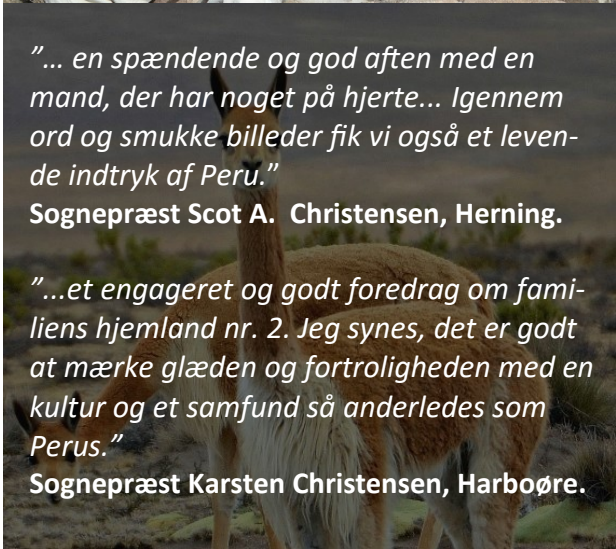 ”... en spændende og god aften med en
mand, der har noget på hjerte... Igennem
ord og smukke billeder fik vi også et leven-
de indtryk af Peru.”
Sognepræst Scot A.  Christensen, Herning.
”...et engageret og godt foredrag om fami-
liens hjemland nr. 2. Jeg synes, det er godt
at mærke glæden og fortroligheden med en
kultur og et samfund så anderledes som
Perus.”
Sognepræst Karsten Christensen, Harboøre.